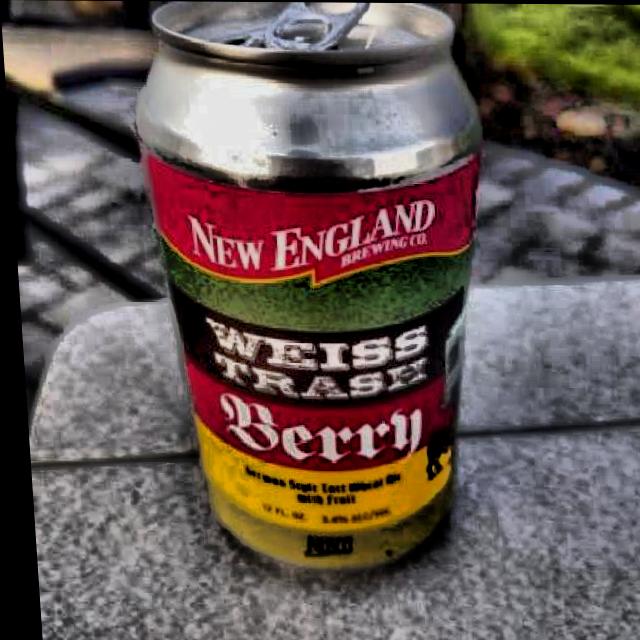 NEW ENGLAND
BREWING CO.
WEISS
TRASH
Berry
German Style East Wheat Ale
With Fruit
12 FL. OZ.